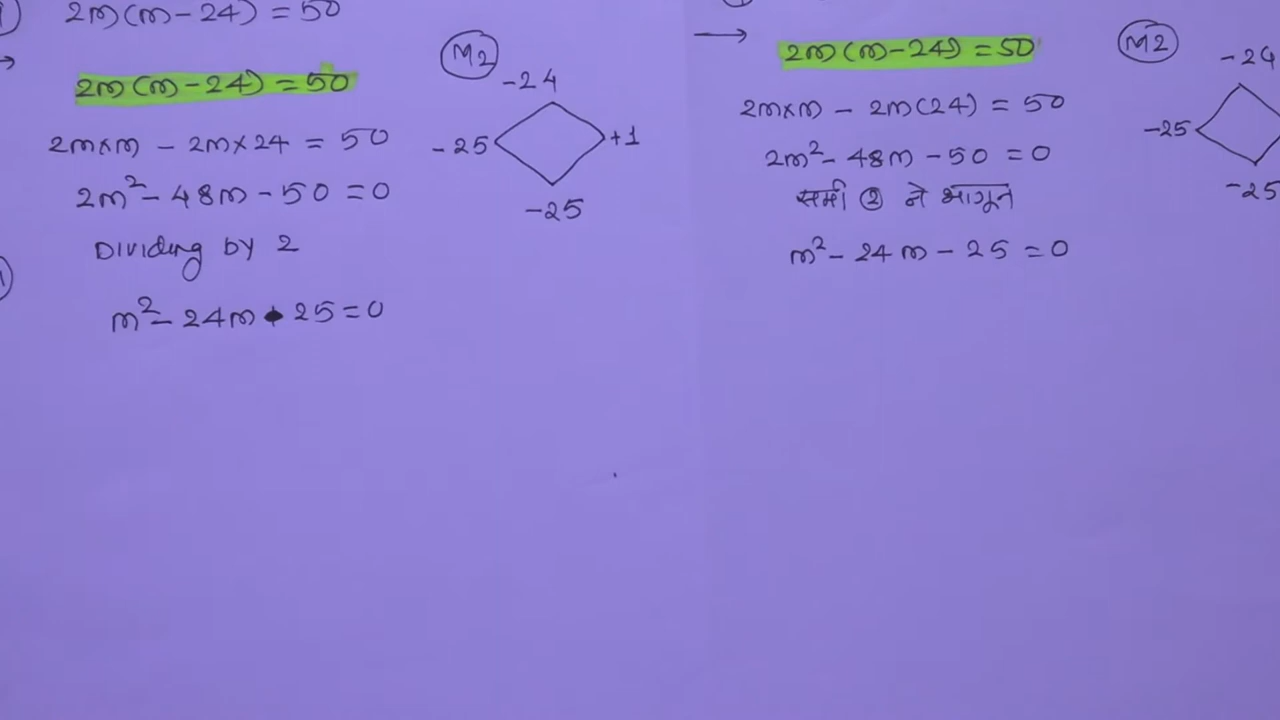 2m(m-24) = 50
2m(m-24) = 50
2m×m - 2m×24 = 50
2m² - 48m - 50 = 0
Dividing by 2
m² - 24m - 25 = 0
M2
-24
-25 +1
-25
2m(m-24) = 50
2m×m - 2m(24) = 50
2m² - 48m - 50 = 0
समी 2 ने भागून
m² - 24m - 25 = 0
M2
-24
-25
-25